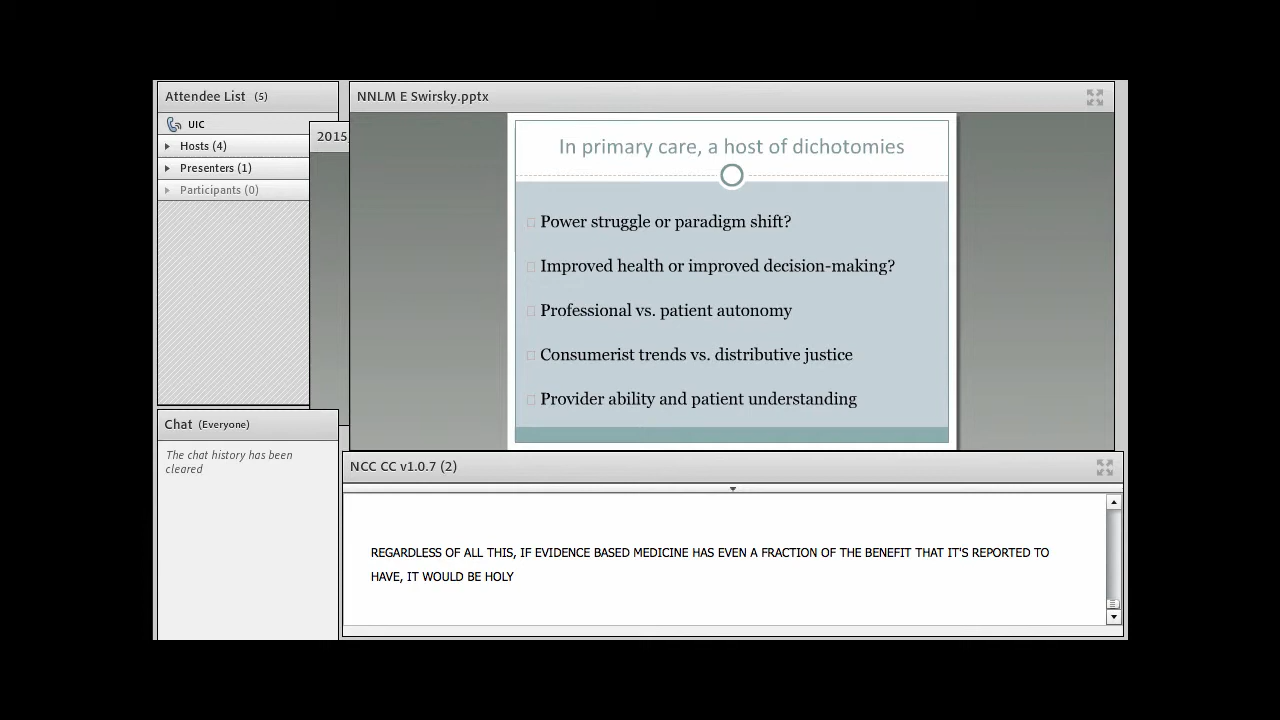 Attendee List (5)
UIC
Hosts (4)
Presenters (1)
Participants (0)
2015
Chat (Everyone)
The chat history has been
cleared
NNLM E Swirsky.pptx
In primary care, a host of dichotomies
Power struggle or paradigm shift?
Improved health or improved decision-making?
Professional vs. patient autonomy
Consumerist trends vs. distributive justice
Provider ability and patient understanding
NCC CC v1.0.7 (2)
REGARDLESS OF ALL THIS, IF EVIDENCE BASED MEDICINE HAS EVEN A FRACTION OF THE BENEFIT THAT IT'S REPORTED TO
HAVE, IT WOULD BE HOLY